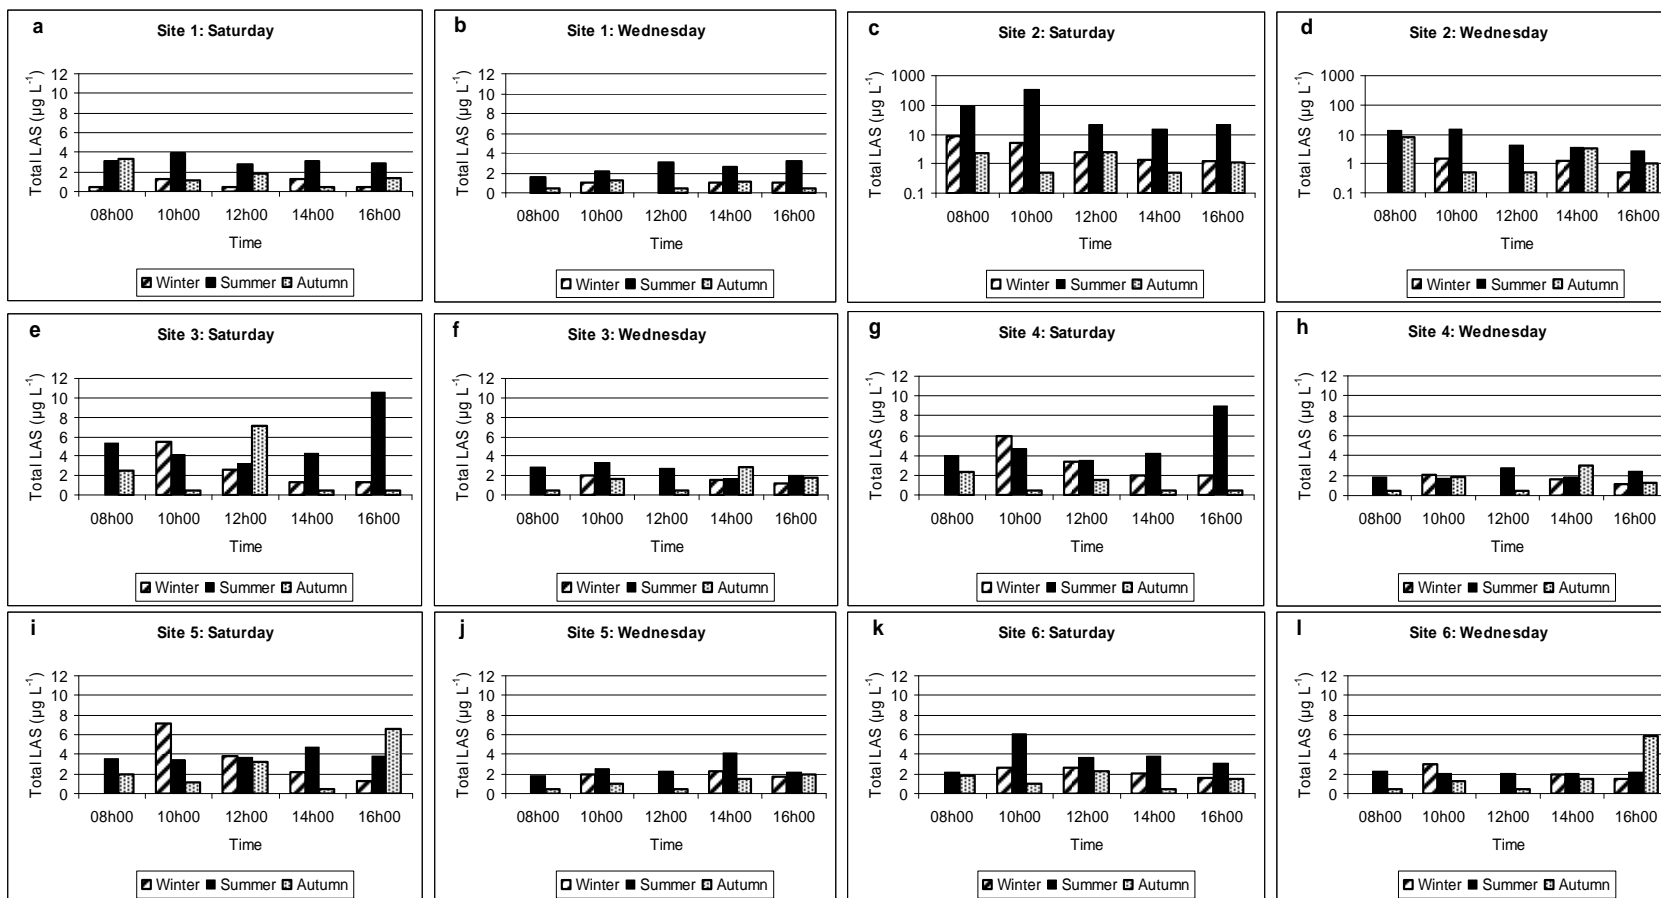 a
Site 1: Saturday
Total LAS (µg L⁻¹)
12
10
8
6
4
2
0
08h00 10h00 12h00 14h00 16h00
Time
Winter Summer Autumn
b
Site 1: Wednesday
Total LAS (µg L⁻¹)
12
10
8
6
4
2
0
08h00 10h00 12h00 14h00 16h00
Time
Winter Summer Autumn
c
Site 2: Saturday
Total LAS (µg L⁻¹)
1000
100
10
1
0.1
08h00 10h00 12h00 14h00 16h00
Time
Winter Summer Autumn
d
Site 2: Wednesday
Total LAS (µg L⁻¹)
1000
100
10
1
0.1
08h00 10h00 12h00 14h00 16h00
Time
Winter Summer Autumn
e
Site 3: Saturday
Total LAS (µg L⁻¹)
12
10
8
6
4
2
0
08h00 10h00 12h00 14h00 16h00
Time
Winter Summer Autumn
f
Site 3: Wednesday
Total LAS (µg L⁻¹)
12
10
8
6
4
2
0
08h00 10h00 12h00 14h00 16h00
Time
Winter Summer Autumn
g
Site 4: Saturday
Total LAS (µg L⁻¹)
12
10
8
6
4
2
0
08h00 10h00 12h00 14h00 16h00
Time
Winter Summer Autumn
h
Site 4: Wednesday
Total LAS (µg L⁻¹)
12
10
8
6
4
2
0
08h00 10h00 12h00 14h00 16h00
Time
Winter Summer Autumn
i
Site 5: Saturday
Total LAS (µg L⁻¹)
12
10
8
6
4
2
0
08h00 10h00 12h00 14h00 16h00
Time
Winter Summer Autumn
j
Site 5: Wednesday
Total LAS (µg L⁻¹)
12
10
8
6
4
2
0
08h00 10h00 12h00 14h00 16h00
Time
Winter Summer Autumn
k
Site 6: Saturday
Total LAS (µg L⁻¹)
12
10
8
6
4
2
0
08h00 10h00 12h00 14h00 16h00
Time
Winter Summer Autumn
l
Site 6: Wednesday
Total LAS (µg L⁻¹)
12
10
8
6
4
2
0
08h00 10h00 12h00 14h00 16h00
Time
Winter Summer Autumn